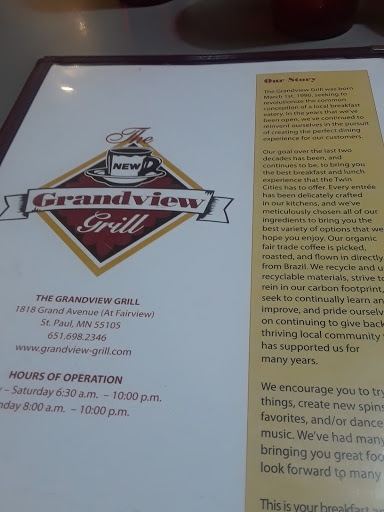 The
NEW
Grandview
Grill
THE GRANDVIEW GRILL
1818 Grand Avenue (At Fairview)
St. Paul, MN 55105
651.698.2346
www.grandview-grill.com
HOURS OF OPERATION
– Saturday 6:30 a.m. – 10:00 p.m.
8:00 a.m. – 10:00 p.m.
Our Story
The Grandview Grill was born
March 1st, 1990, seeking to
revolutionize the common
conception of a local breakfast
eatery. In the years that we've
been open, we've continued to
reinvent ourselves in the pursuit
of creating the perfect dining
experience for our customers.
Our goal over the last two
decades has been, and
continues to be, to bring you
the best breakfast and lunch
experience that the Twin
Cities has to offer. Every entrée
has been delicately crafted
in our kitchens, and we've
meticulously chosen all of our
ingredients to bring you the
best variety of options that we
hope you enjoy. Our organic
fair trade coffee is picked,
roasted, and flown in directly
from Brazil. We recycle and
recyclable materials, strive to
rein in our carbon footprint,
seek to continually learn an
improve, and pride ourselve
on continuing to give back
thriving local community
has supported us for
many years.
We encourage you to try
things, create new spins
favorites, and/or dance
music. We've had many
bringing you great foo
look forward to many
This is your breakfast